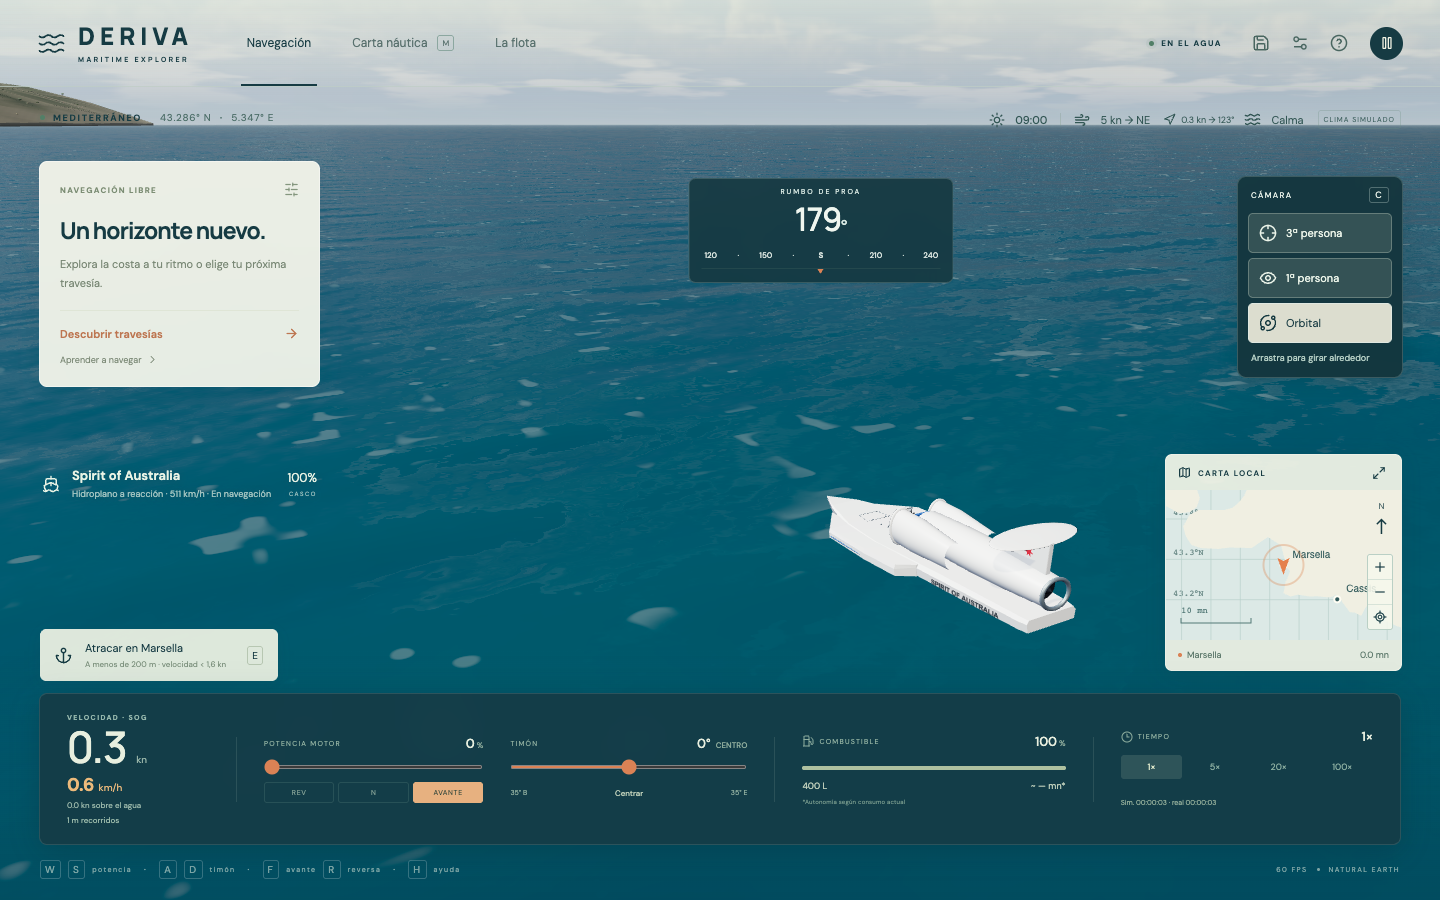 DERIVA
MARITIME EXPLORER
Navegación
Carta náutica M
La flota
EN EL AGUA
MEDITERRÁNEO 43.286° N · 5.347° E
09:00
5 kn → NE
0.3 kn → 123°
Calma
CLIMA SIMULADO
NAVEGACIÓN LIBRE
Un horizonte nuevo.
Explora la costa a tu ritmo o elige tu próxima
travesía.
Descubrir travesías →
Aprender a navegar
RUMBO DE PROA
179°
120 · 150 · S · 210 · 240
CÁMARA C
3ª persona
1ª persona
Orbital
Arrastra para girar alrededor
Spirit of Australia
Hidroplano a reacción · 511 km/h · En navegación
100%
CASCO
SPIRIT OF AUSTRALIA
CARTA LOCAL
N
43.3°N
Marsella
43.2°N
10 mn
+
−
Marsella
0.0 mn
Atracar en Marsella
A menos de 200 m · velocidad < 1,6 kn
E
VELOCIDAD · SOG
0.3 kn
0.6 km/h
0.0 kn sobre el agua
1 m recorridos
POTENCIA MOTOR 0 %
REV N AVANTE
TIMÓN 0° CENTRO
35° B Centrar 35° E
COMBUSTIBLE 100 %
400 L ~ — mn*
*Autonomía según consumo actual
TIEMPO 1×
1× 5× 20× 100×
Sim. 00:00:03 · real 00:00:03
W S potencia · A D timón · F avante R reversa · H ayuda
60 FPS • NATURAL EARTH